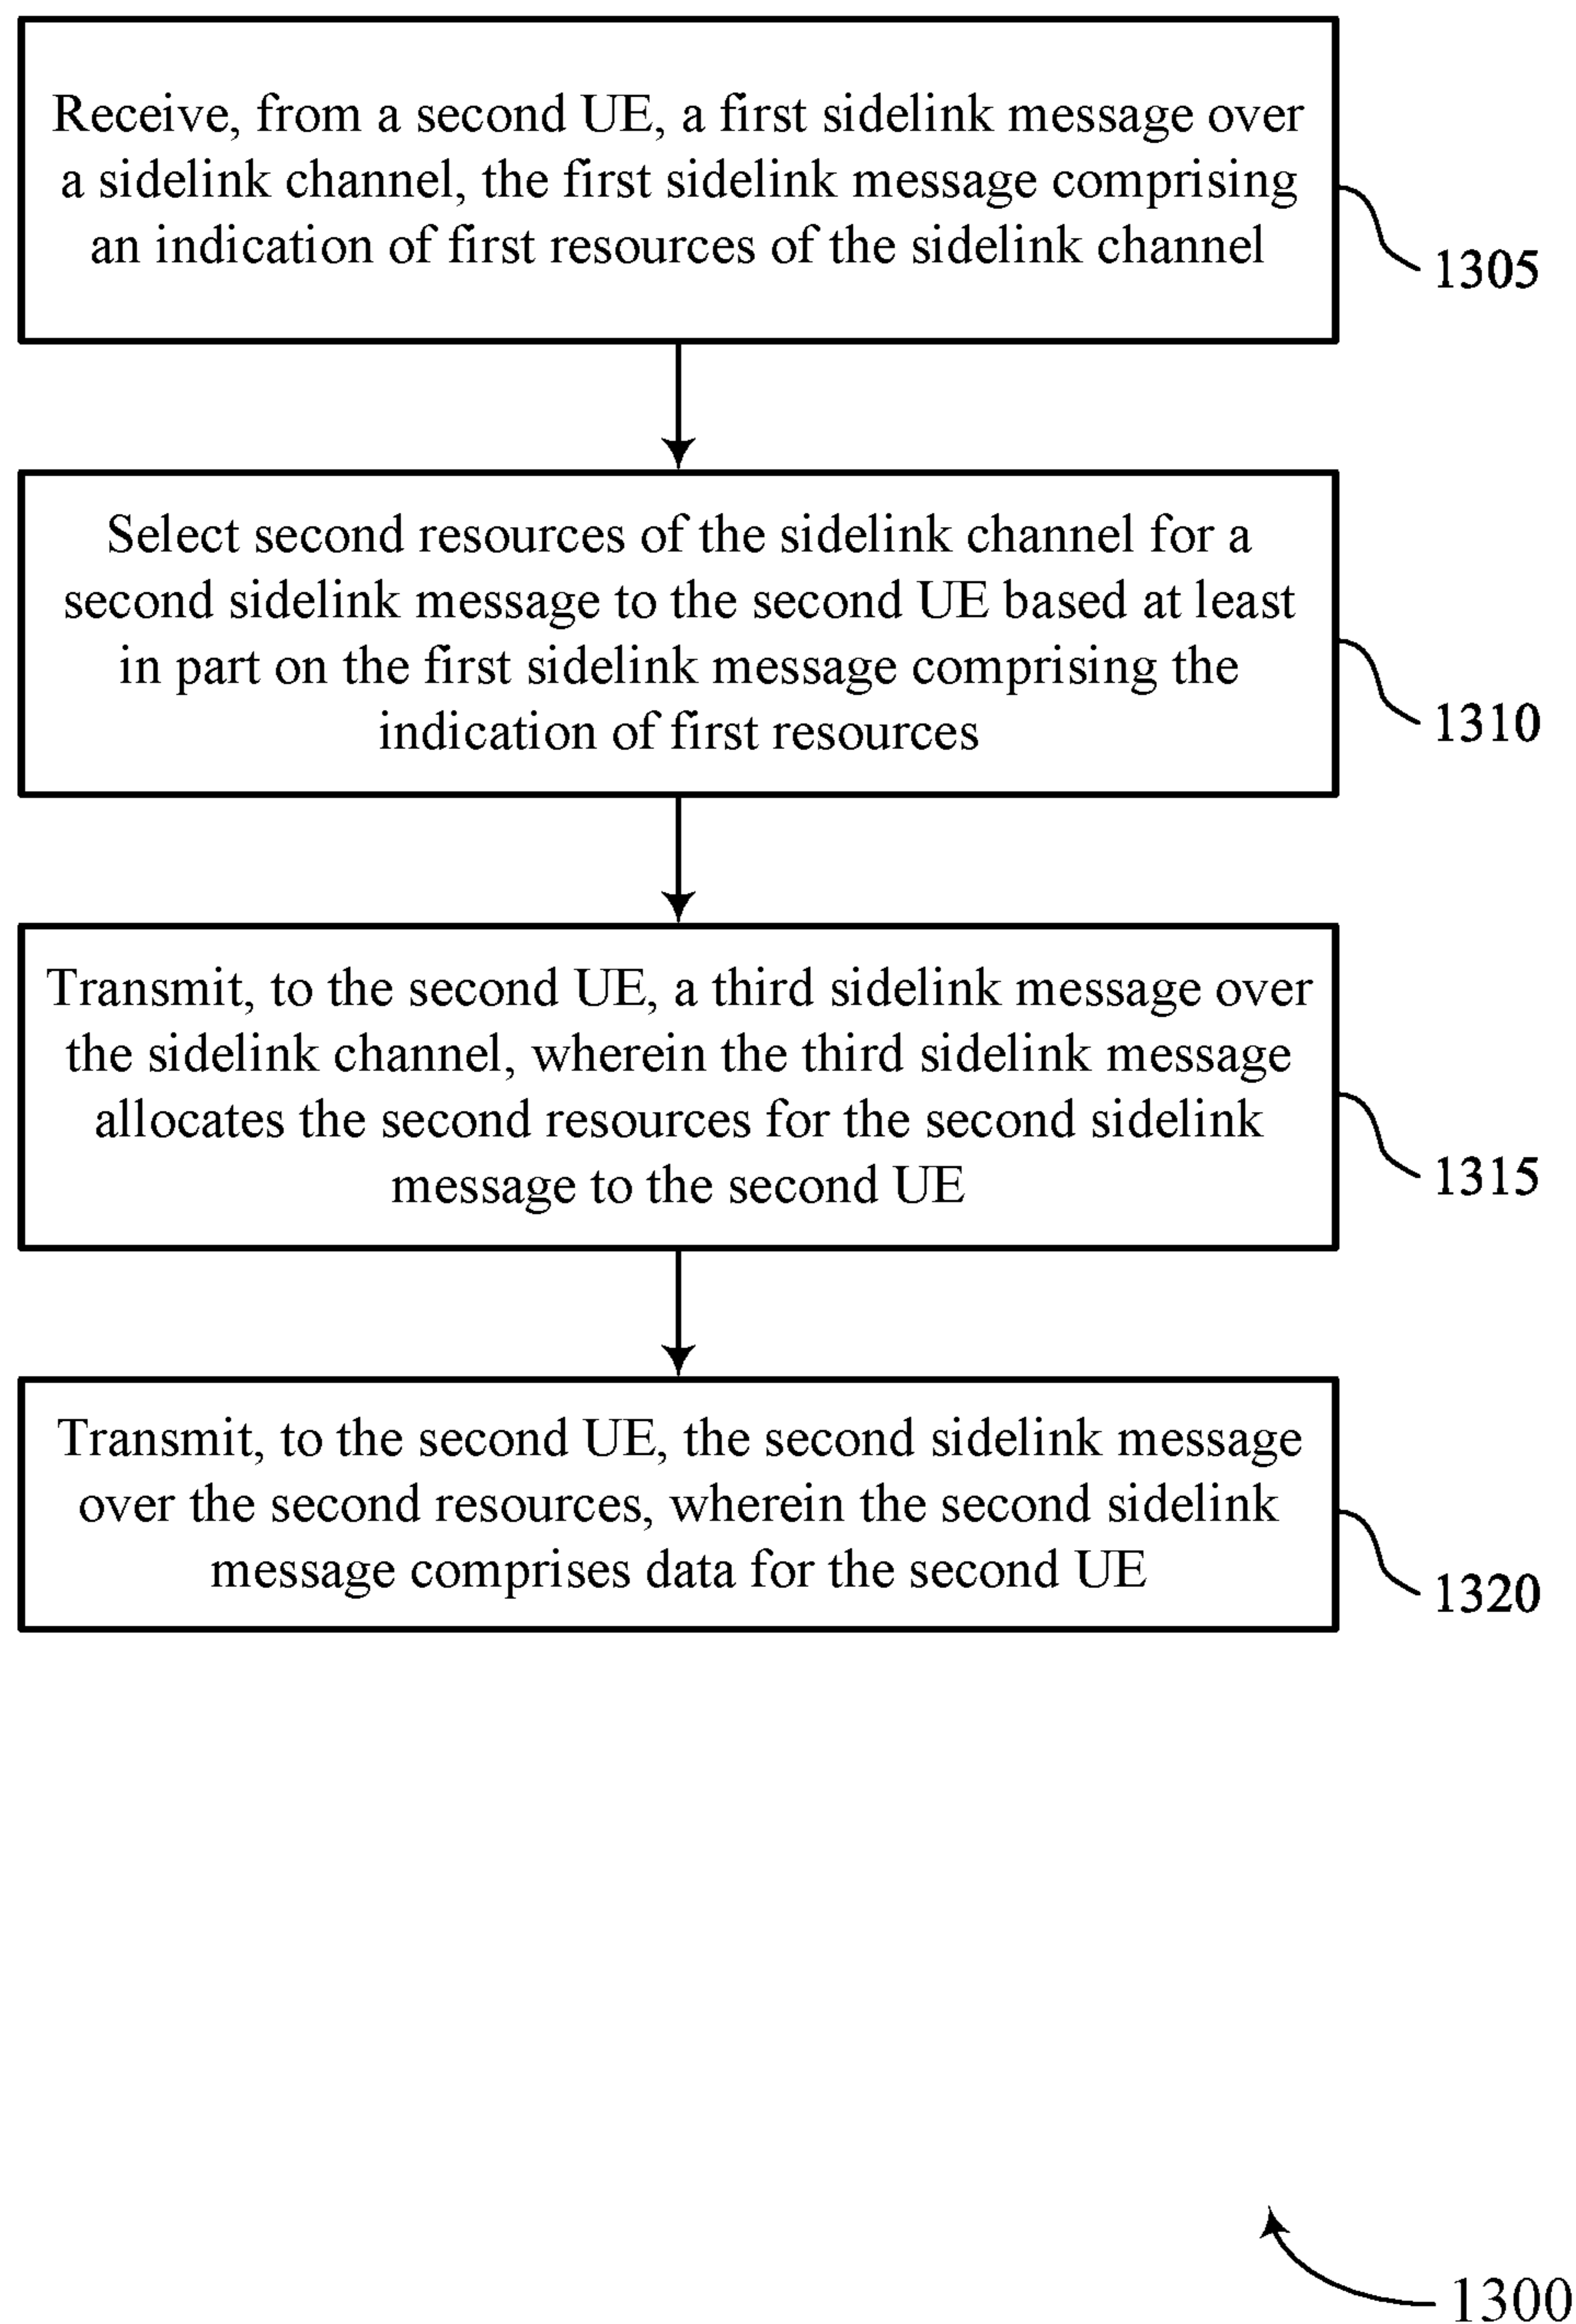 Receive, from a second UE, a first sidelink message over
a sidelink channel, the first sidelink message comprising
an indication of first resources of the sidelink channel
1305
Select second resources of the sidelink channel for a
second sidelink message to the second UE based at least
in part on the first sidelink message comprising the
indication of first resources
1310
Transmit, to the second UE, a third sidelink message over
the sidelink channel, wherein the third sidelink message
allocates the second resources for the second sidelink
message to the second UE
1315
Transmit, to the second UE, the second sidelink message
over the second resources, wherein the second sidelink
message comprises data for the second UE
1320
1300